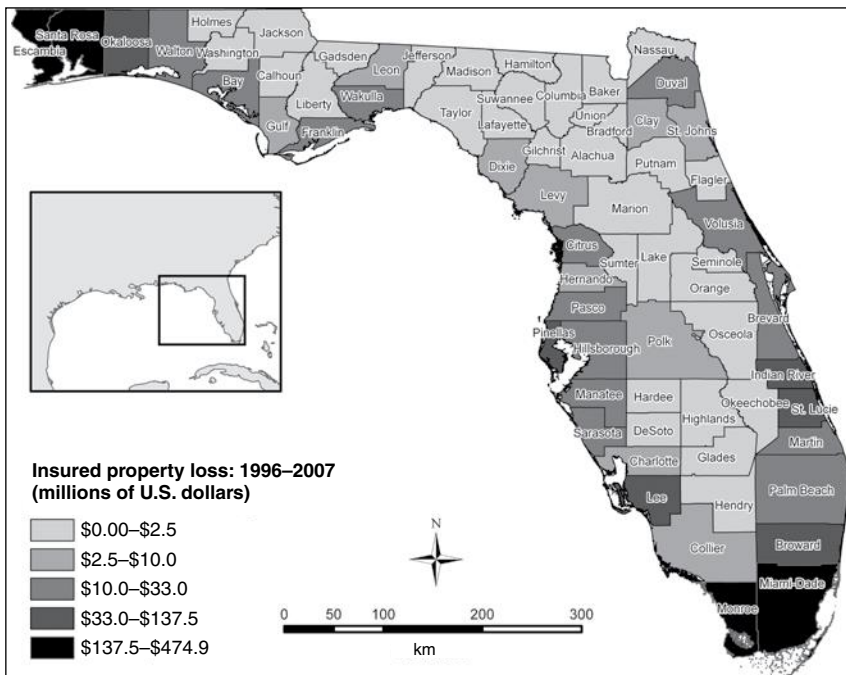 Holmes
Jackson
Santa Rosa
Okaloosa
Walton
Washington
Escambia
LGadsden
Jefferson
Hamilton
Nassau
Bay
Calhoun
Leon
Madison
Baker
Duval
Liberty
Wakulla
Suwannee
Columbia
Taylor
Union
Clay
St. Johns
Gulf
Franklin
Lafayette
Bradford
Gilchrist
Alachua
Putnam
Dixie
Flagler
Levy
Marion
Volusia
Citrus
Sumter
Lake
Seminole
Hernando
Orange
Pasco
Brevard
Pinellas
Polk
Osceola
Hillsborough
Indian River
Manatee
Hardee
Okeechobee
St. Lucie
Highlands
Sarasota
DeSoto
Martin
Charlotte
Glades
Lee
Hendry
Palm Beach
Collier
Broward
Miami-Dade
Monroe
Insured property loss: 1996–2007
(millions of U.S. dollars)
$0.00–$2.5
$2.5–$10.0
$10.0–$33.0
$33.0–$137.5
$137.5–$474.9
N
0 50 100 200 300
km